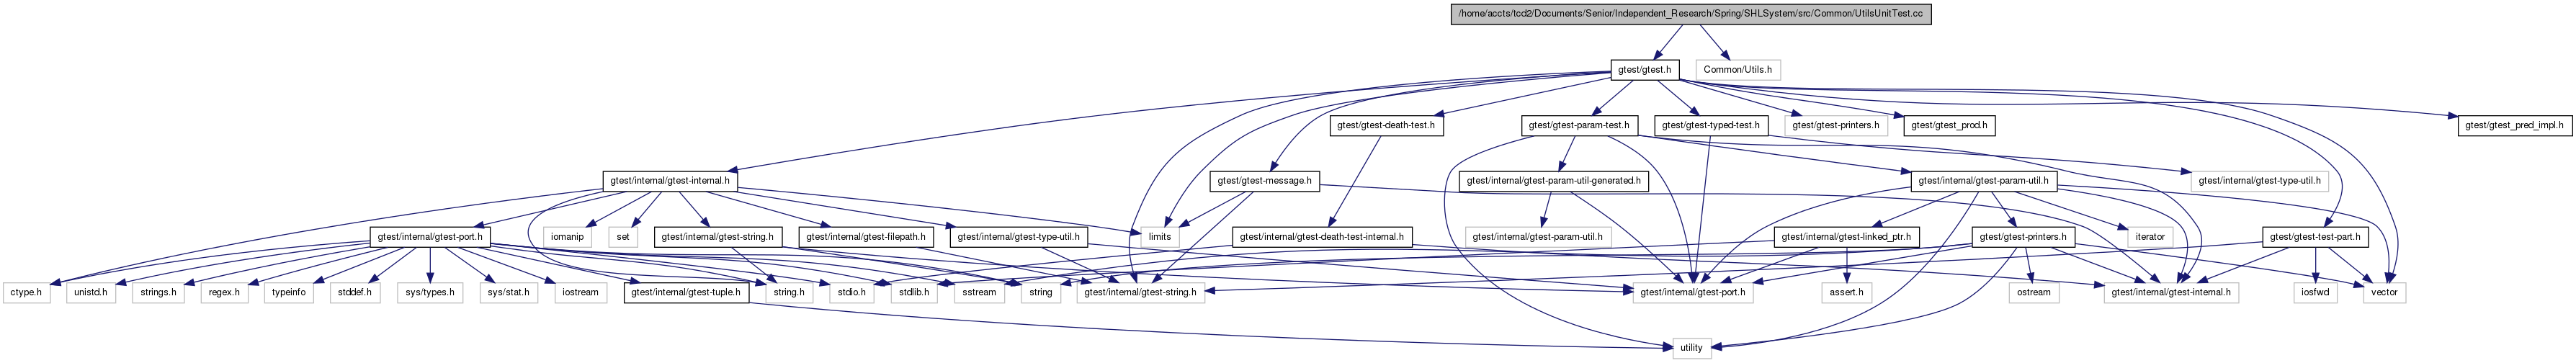 /home/accts/tcd2/Documents/Senior/Independent_Research/Spring/SHLSystem/src/Common/UtilsUnitTest.cc
gtest/gtest.h
Common/Utils.h
gtest/gtest-death-test.h
gtest/gtest-param-test.h
gtest/gtest-typed-test.h
gtest/gtest-printers.h
gtest/gtest_prod.h
gtest/gtest_pred_impl.h
gtest/internal/gtest-internal.h
gtest/gtest-message.h
gtest/internal/gtest-param-util-generated.h
gtest/internal/gtest-param-util.h
gtest/internal/gtest-type-util.h
gtest/internal/gtest-port.h
iomanip
set
gtest/internal/gtest-string.h
gtest/internal/gtest-filepath.h
gtest/internal/gtest-type-util.h
limits
gtest/internal/gtest-death-test-internal.h
gtest/internal/gtest-param-util.h
gtest/internal/gtest-linked_ptr.h
gtest/gtest-printers.h
iterator
gtest/gtest-test-part.h
ctype.h
unistd.h
strings.h
regex.h
typeinfo
stddef.h
sys/types.h
sys/stat.h
iostream
gtest/internal/gtest-tuple.h
string.h
stdio.h
stdlib.h
sstream
string
gtest/internal/gtest-string.h
gtest/internal/gtest-port.h
assert.h
ostream
gtest/internal/gtest-internal.h
iosfwd
vector
utility